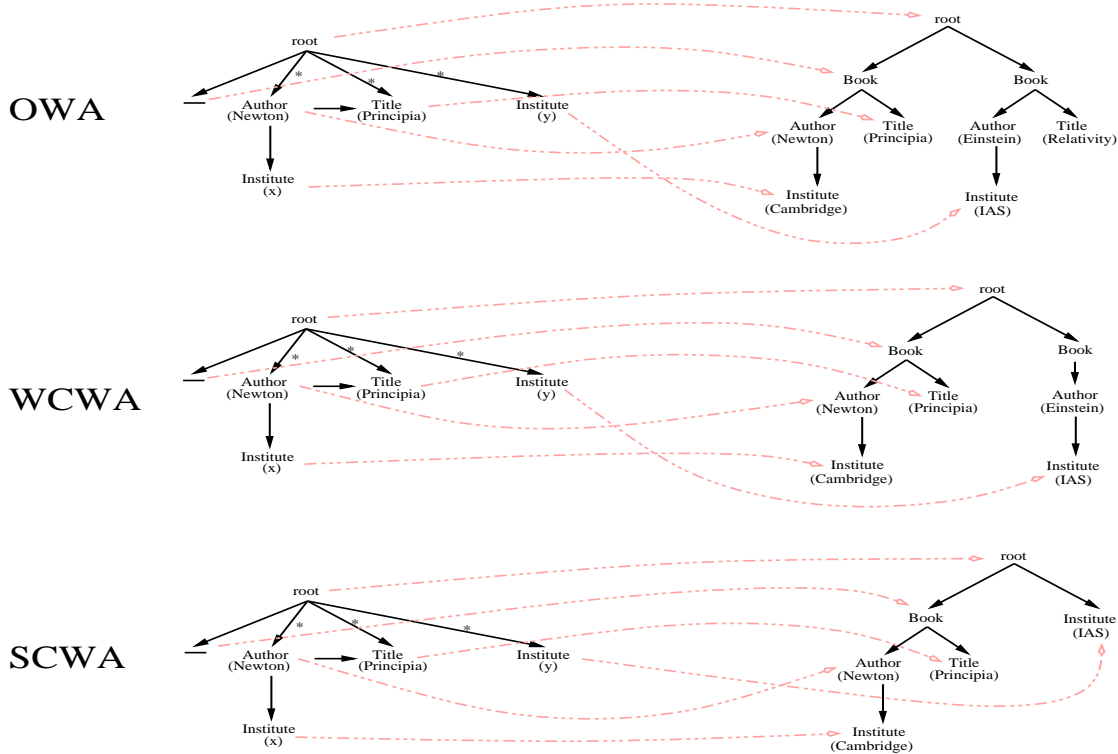 root
root
*
*
*
Book
Book
OWA
Author
(Newton)
Title
(Principia)
Institute
(y)
Author
(Newton)
Title
(Principia)
Author
(Einstein)
Title
(Relativity)
Institute
(x)
Institute
(Cambridge)
Institute
(IAS)
root
root
*
*
*
Book
Book
WCWA
Author
(Newton)
Title
(Principia)
Institute
(y)
Author
(Newton)
Title
(Principia)
Author
(Einstein)
Institute
(x)
Institute
(Cambridge)
Institute
(IAS)
root
root
*
*
*
Book
Institute
(IAS)
SCWA
Author
(Newton)
Title
(Principia)
Institute
(y)
Author
(Newton)
Title
(Principia)
Institute
(x)
Institute
(Cambridge)